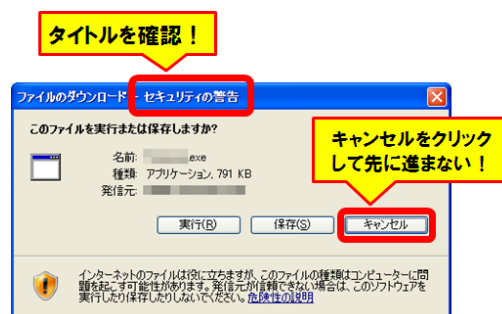 タイトルを確認！
ファイルのダウンロード - セキュリティの警告
このファイルを実行または保存しますか?
キャンセルをクリック
して先に進まない！
名前: .exe
種類: アプリケーション, 791 KB
発信元:
実行(R) 保存(S) キャンセル
インターネットのファイルは役に立ちますが、このファイルの種類はコンピューターに問
題を起こす可能性があります。発信元が信頼できない場合は、このソフトウェアを
実行したり保存したりしないでください。危険性の説明